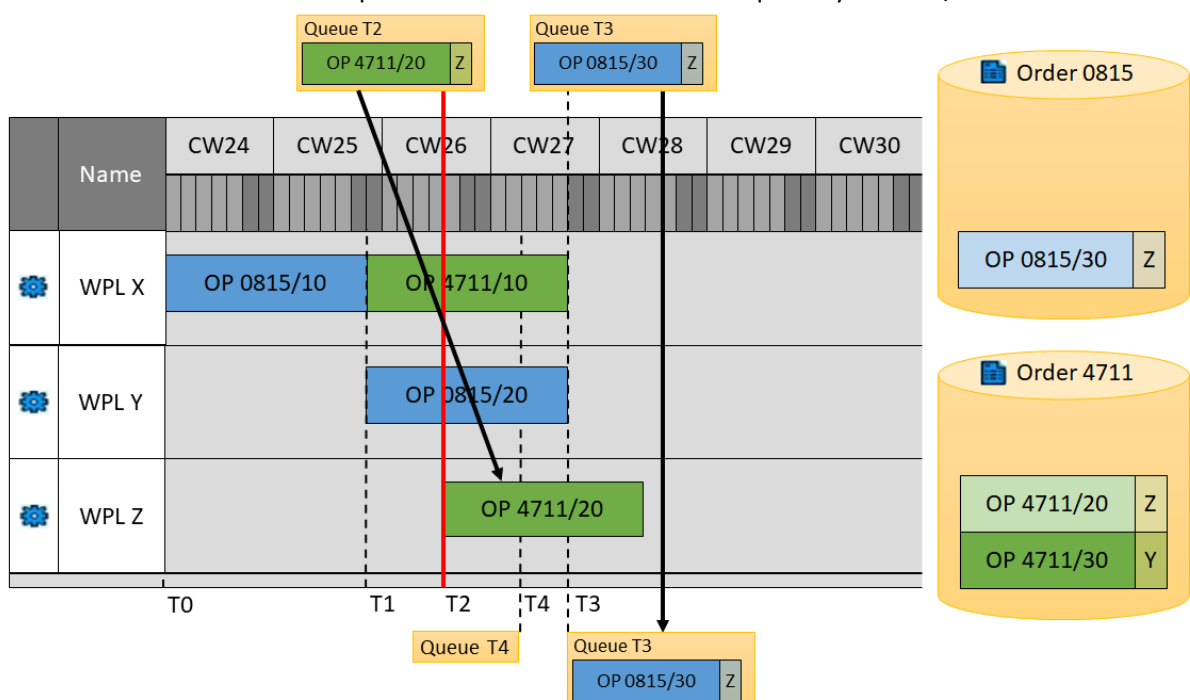 Queue T2
OP 4711/20 Z
Queue T3
OP 0815/30 Z
Order 0815
Name
CW24 CW25 CW26 CW27 CW28 CW29 CW30
OP 0815/30 Z
WPL X
OP 0815/10 OP 4711/10
WPL Y
OP 0815/20
Order 4711
WPL Z
OP 4711/20
OP 4711/20 Z
OP 4711/30 Y
T0 T1 T2 T4 T3
Queue T4
Queue T3
OP 0815/30 Z